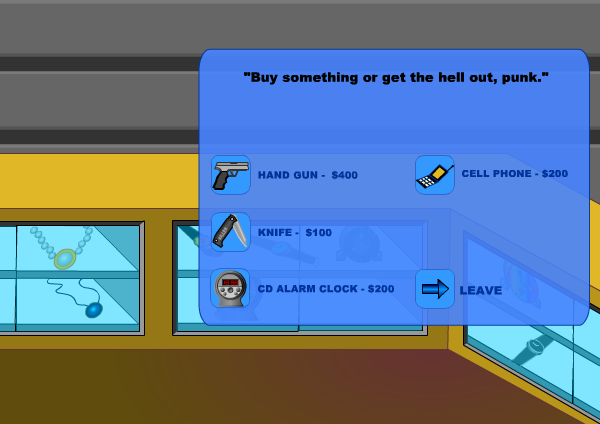 "Buy something or get the hell out, punk."
HAND GUN -  $400
CELL PHONE - $200
KNIFE -  $100
CD ALARM CLOCK - $200
LEAVE